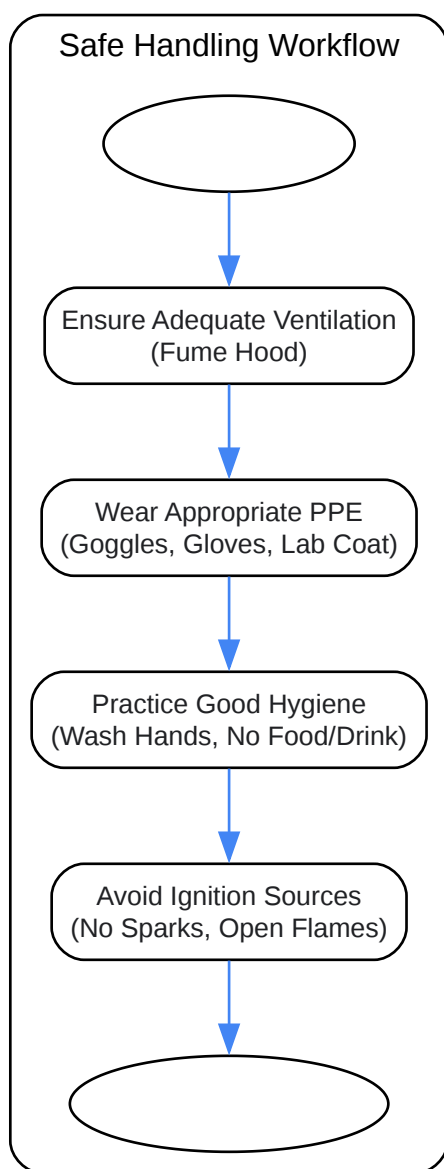 Safe Handling Workflow
Ensure Adequate Ventilation
(Fume Hood)
Wear Appropriate PPE
(Goggles, Gloves, Lab Coat)
Practice Good Hygiene
(Wash Hands, No Food/Drink)
Avoid Ignition Sources
(No Sparks, Open Flames)